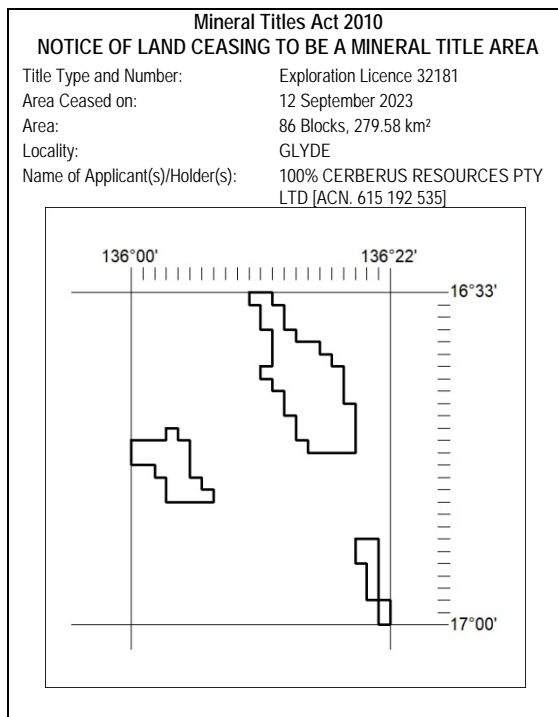 Mineral Titles Act 2010
NOTICE OF LAND CEASING TO BE A MINERAL TITLE AREA
Title Type and Number: Exploration Licence 32181
Area Ceased on: 12 September 2023
Area: 86 Blocks, 279.58 km²
Locality: GLYDE
Name of Applicant(s)/Holder(s): 100% CERBERUS RESOURCES PTY
LTD [ACN. 615 192 535]
136°00' 136°22'
16°33'
17°00'